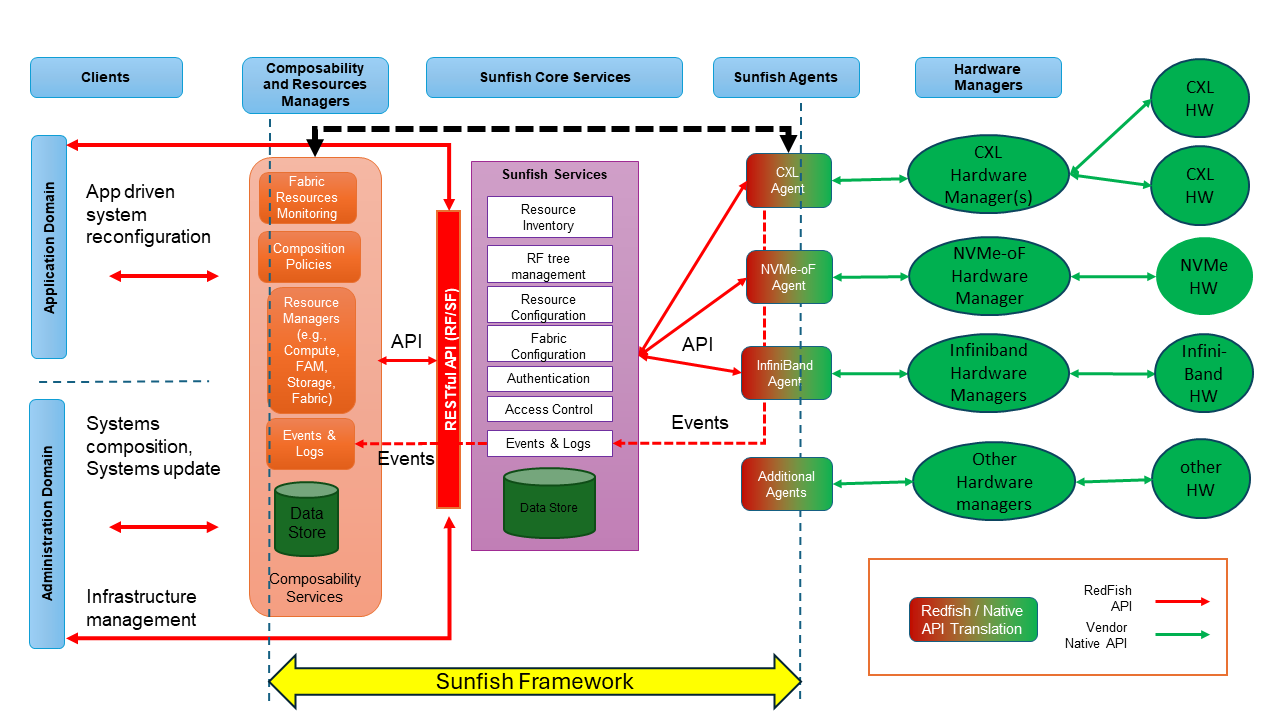 Clients
Composability
and Resources
Managers
Sunfish Core Services
Sunfish Agents
Hardware
Managers
Application Domain
App driven
system
reconfiguration
Administration Domain
Systems
composition,
Systems update
Infrastructure
management
Fabric
Resources
Monitoring
Composition
Policies
Resource
Managers
(e.g.,
Compute,
FAM,
Storage,
Fabric)
Events &
Logs
Data
Store
Composability
Services
API
Events
RESTful API (RF/SF)
Sunfish Services
Resource
Inventory
RF tree
management
Resource
Configuration
Fabric
Configuration
Authentication
Access Control
Events & Logs
Data Store
API
Events
CXL
Agent
NVMe-oF
Agent
InfiniBand
Agent
Additional
Agents
CXL
Hardware
Manager(s)
NVMe-oF
Hardware
Manager
Infiniband
Hardware
Managers
Other
Hardware
managers
CXL
HW
CXL
HW
NVMe
HW
Infini-
Band
HW
other
HW
Redfish / Native
API Translation
RedFish
API
Vendor
Native API
Sunfish Framework